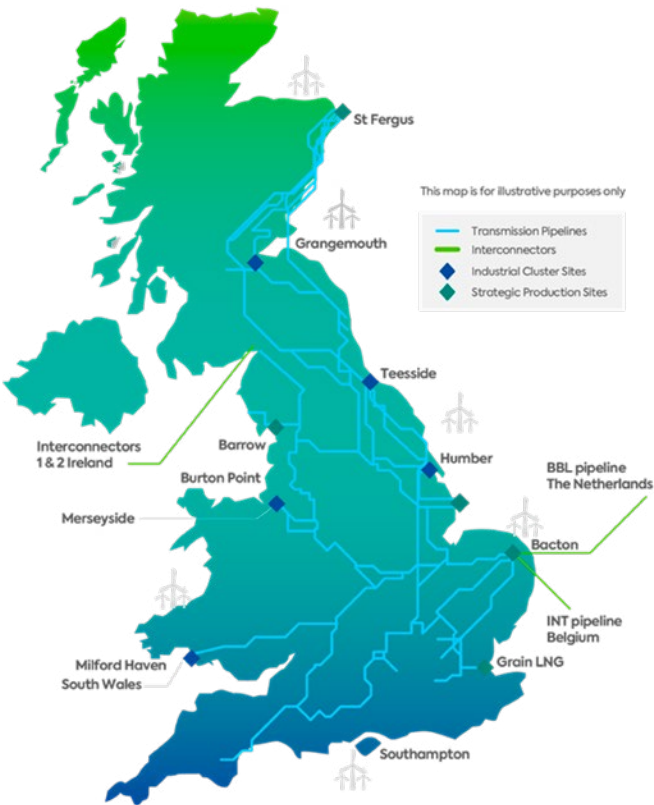 St Fergus
This map is for illustrative purposes only
Transmission Pipelines
Interconnectors
Industrial Cluster Sites
Strategic Production Sites
Grangemouth
Teesside
Interconnectors
1 & 2 Ireland
Barrow
Humber
Burton Point
BBL pipeline
The Netherlands
Merseyside
Bacton
INT pipeline
Belgium
Milford Haven
South Wales
Grain LNG
Southampton